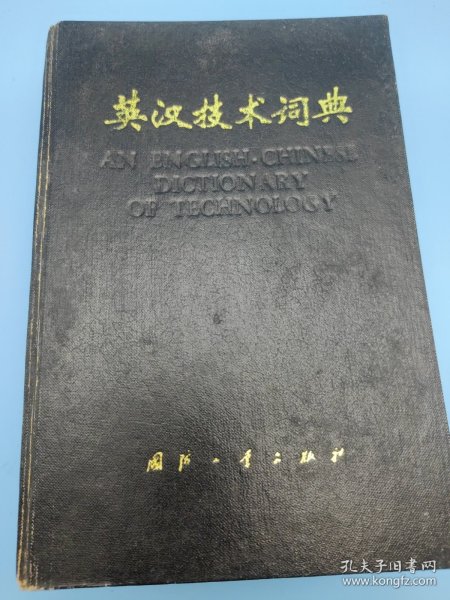 英汉技术词典
AN ENGLISH-CHINESE
DICTIONARY
OF TECHNOLOGY
国防工业出版社
孔夫子旧书网
www.kongfz.com